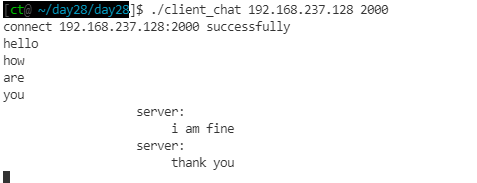 [ct@ ~/day28/day28]$ ./client_chat 192.168.237.128 2000
connect 192.168.237.128:2000 successfully
hello
how
are
you
server:
i am fine
server:
thank you